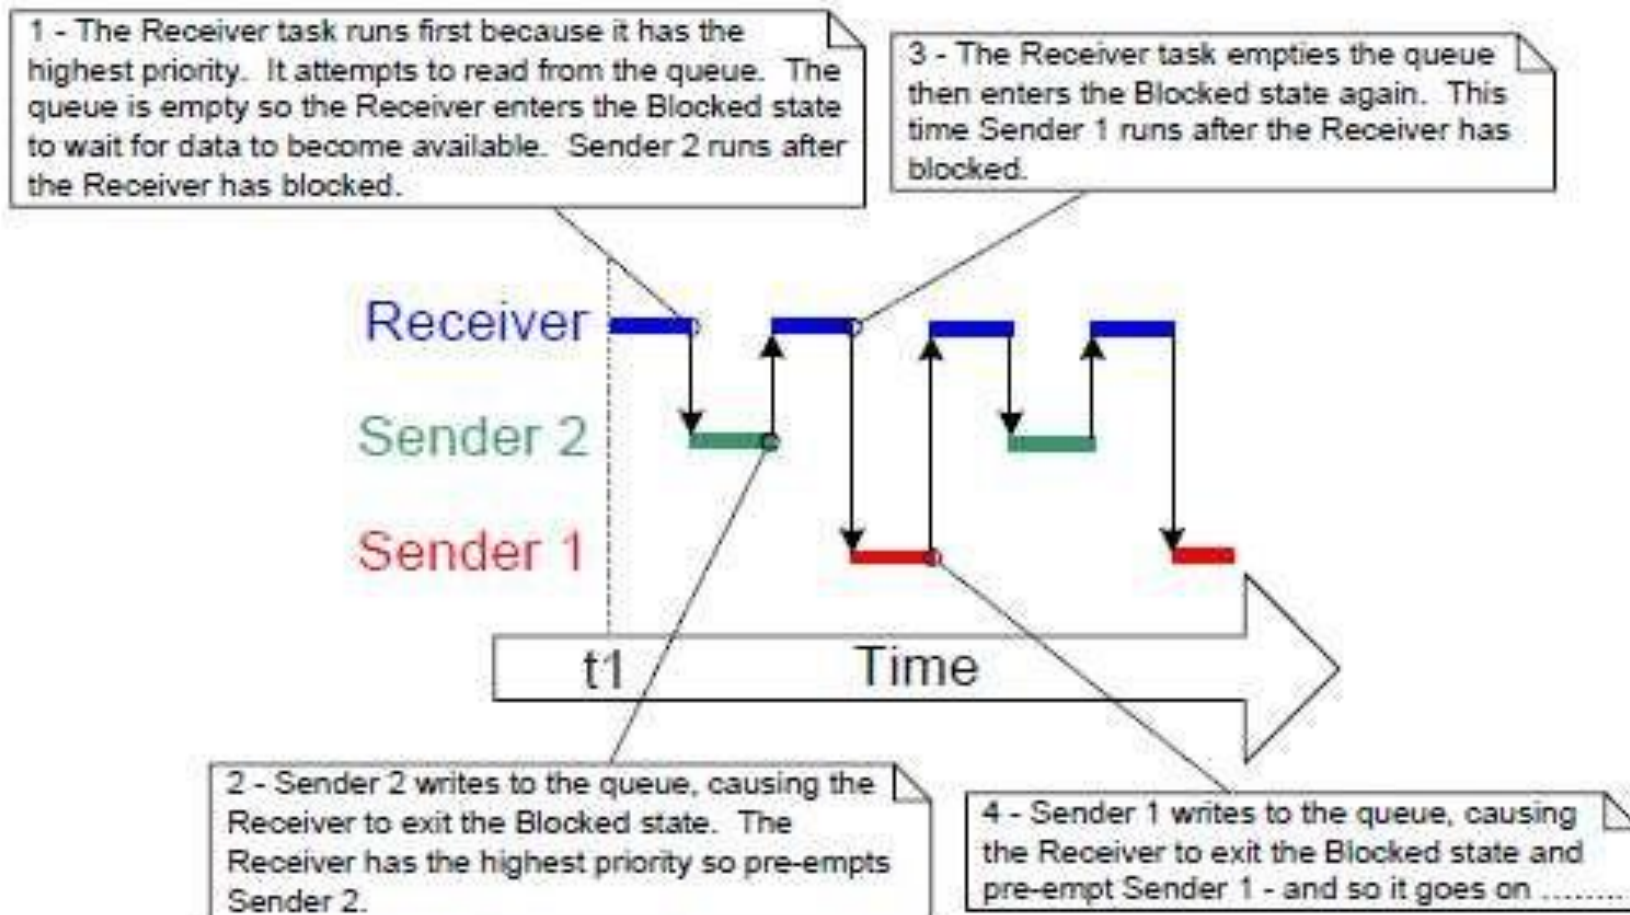 1 - The Receiver task runs first because it has the
highest priority. It attempts to read from the queue. The
queue is empty so the Receiver enters the Blocked state
to wait for data to become available. Sender 2 runs after
the Receiver has blocked.
3 - The Receiver task empties the queue
then enters the Blocked state again. This
time Sender 1 runs after the Receiver has
blocked.
Receiver
Sender 2
Sender 1
t1
Time
2 - Sender 2 writes to the queue, causing the
Receiver to exit the Blocked state. The
Receiver has the highest priority so pre-empts
Sender 2.
4 - Sender 1 writes to the queue, causing
the Receiver to exit the Blocked state and
pre-empt Sender 1 - and so it goes on .........